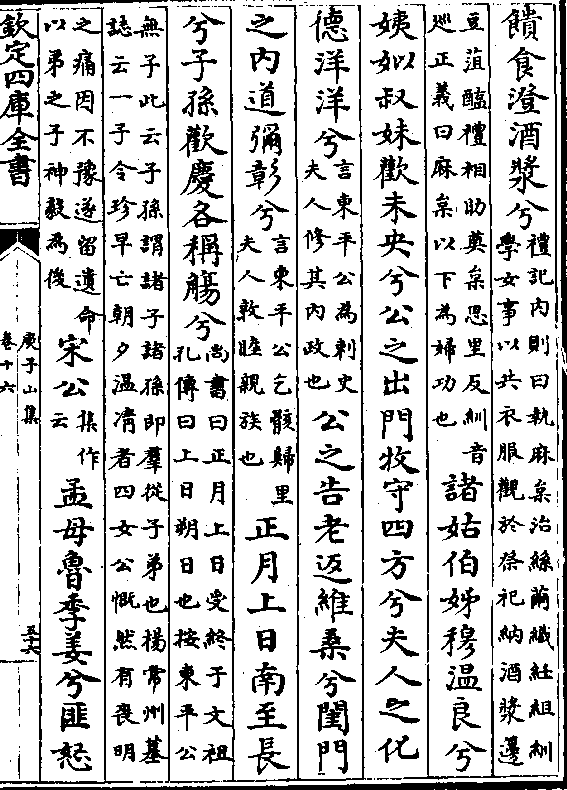 饋食澄酒漿兮禮記内則曰執麻枲治絲繭織紝組紃學女事以共衣服觀於祭祀納酒漿籩
豆菹醢禮相助奠枲思里反紃音廵正義曰麻枲以下為婦功也諸姑伯姊穆温良兮
姨姒叔妹歡未央兮公之出門牧守四方兮夫人之化
德洋洋兮言東平公為刺史夫人修其内政也公之告老迈維桑兮閨門
之内道彌彰兮言東平公乞骸歸里夫人敦睦親族也正月上日南至長
兮子孫歡慶各稱觴兮尚書曰正月上日受終于文祖孔傳曰上日朔日也按東平公
無子此云子孫謂諸子諸孫即羣從子弟也楊常州墓誌云一子令珍早亡朝夕温凊者四女公慨然有喪明
之痛因不豫遂留遺命以弟之子神毅為後宋公集作云孟母魯季姜兮匪怒
欽定四庫全書
庾子山集
卷十六